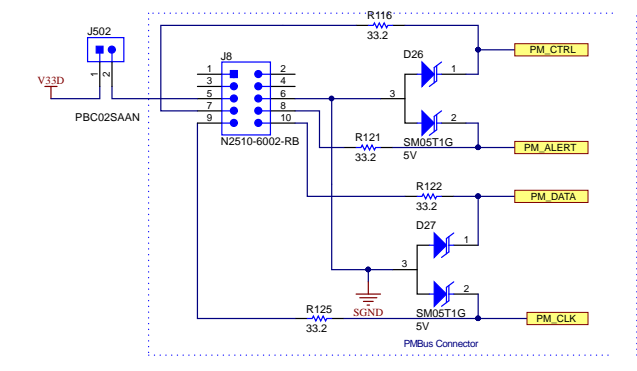 R116
33.2
J502
PM_CTRL
D26
J8
1
V33D
1
2
1
2
3
4
5
6
3
7
8
9
10
2
PBC02SAAN
N2510-6002-RB
R121
33.2
SM05T1G
5V
PM_ALERT
R122
33.2
PM_DATA
D27
1
3
2
SGND
R125
33.2
SM05T1G
5V
PM_CLK
PMBus Connector